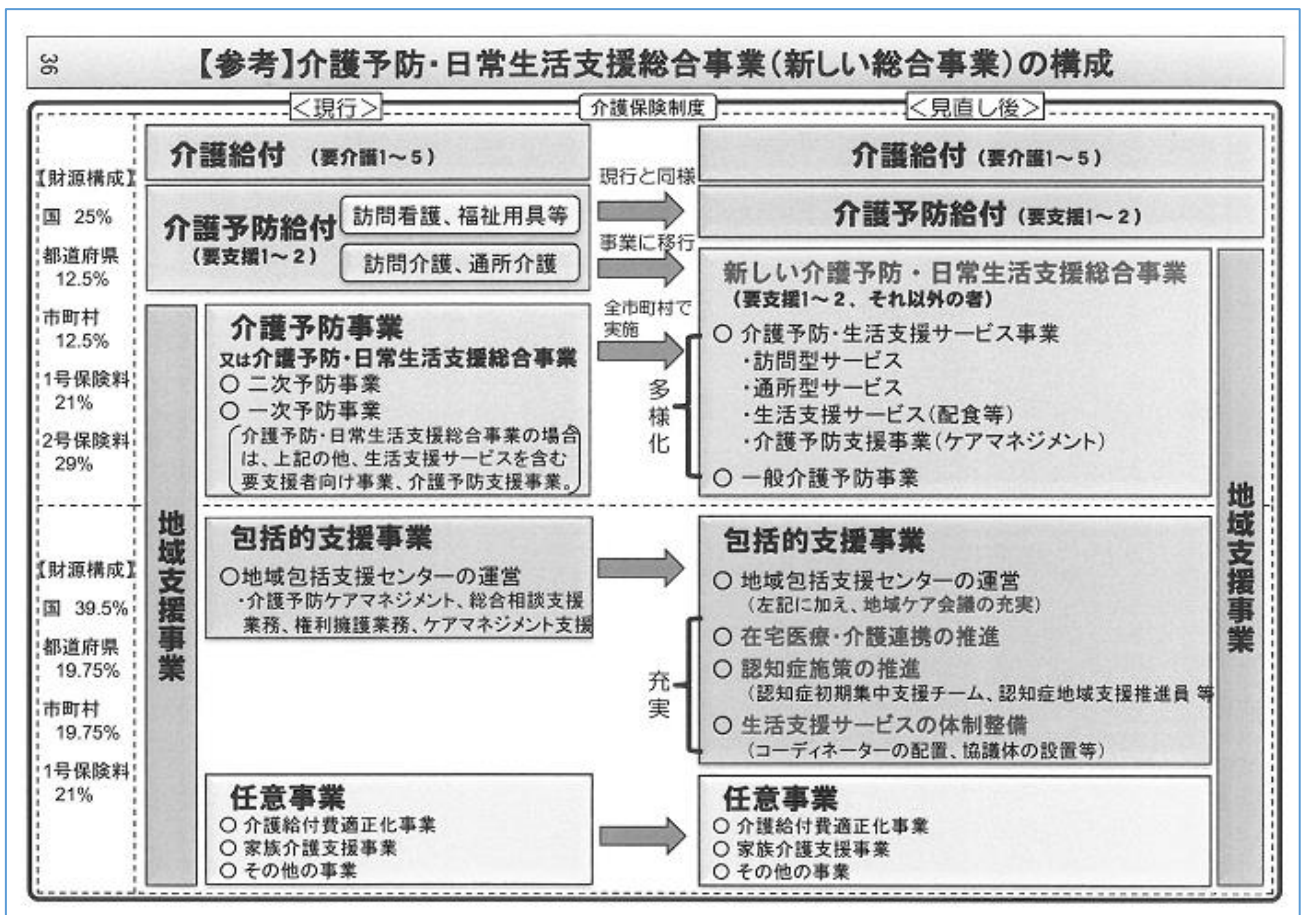 36
【参考】介護予防・日常生活支援総合事業(新しい総合事業)の構成
<現行>
介護保険制度
<見直し後>
【財源構成】
国 25%
都道府県
12.5%
市町村
12.5%
1号保険料
21%
2号保険料
29%
【財源構成】
国 39.5%
都道府県
19.75%
市町村
19.75%
1号保険料
21%
介護給付 (要介護1~5)
介護予防給付
(要支援1~2)
訪問看護、福祉用具等
訪問介護、通所介護
地域支援事業
介護予防事業
又は介護予防・日常生活支援総合事業
○ 二次予防事業
○ 一次予防事業
介護予防・日常生活支援総合事業の場合
は、上記の他、生活支援サービスを含む
要支援者向け事業、介護予防支援事業。
包括的支援事業
○地域包括支援センターの運営
・介護予防ケアマネジメント、総合相談支援
業務、権利擁護業務、ケアマネジメント支援
任意事業
○ 介護給付費適正化事業
○ 家族介護支援事業
○ その他の事業
現行と同様
事業に移行
全市町村で
実施
多様化
充実
介護給付 (要介護1~5)
介護予防給付 (要支援1~2)
新しい介護予防・日常生活支援総合事業
(要支援1~2、それ以外の者)
○ 介護予防・生活支援サービス事業
・訪問型サービス
・通所型サービス
・生活支援サービス(配食等)
・介護予防支援事業(ケアマネジメント)
○ 一般介護予防事業
包括的支援事業
○ 地域包括支援センターの運営
(左記に加え、地域ケア会議の充実)
○ 在宅医療・介護連携の推進
○ 認知症施策の推進
(認知症初期集中支援チーム、認知症地域支援推進員 等
○ 生活支援サービスの体制整備
(コーディネーターの配置、協議体の設置等)
任意事業
○ 介護給付費適正化事業
○ 家族介護支援事業
○ その他の事業
地域支援事業